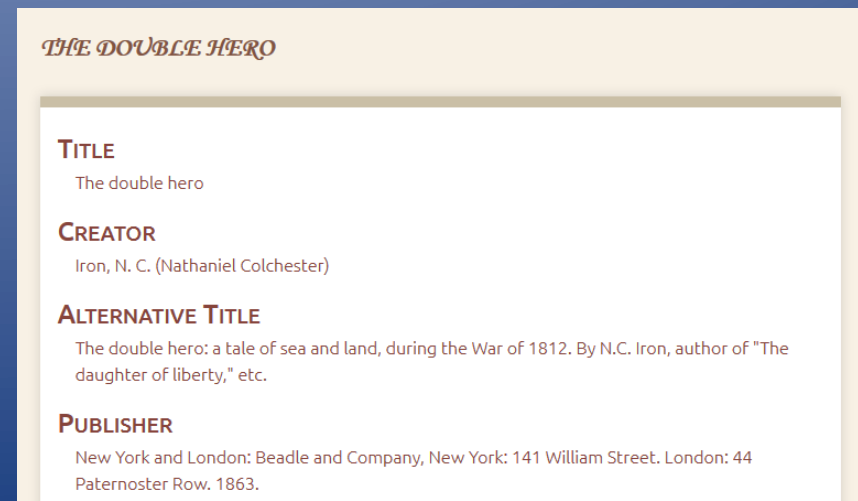 THE DOUBLE HERO
TITLE
The double hero
CREATOR
Iron, N. C. (Nathaniel Colchester)
ALTERNATIVE TITLE
The double hero: a tale of sea and land, during the War of 1812. By N.C. Iron, author of "The
daughter of liberty," etc.
PUBLISHER
New York and London: Beadle and Company, New York: 141 William Street. London: 44
Paternoster Row. 1863.